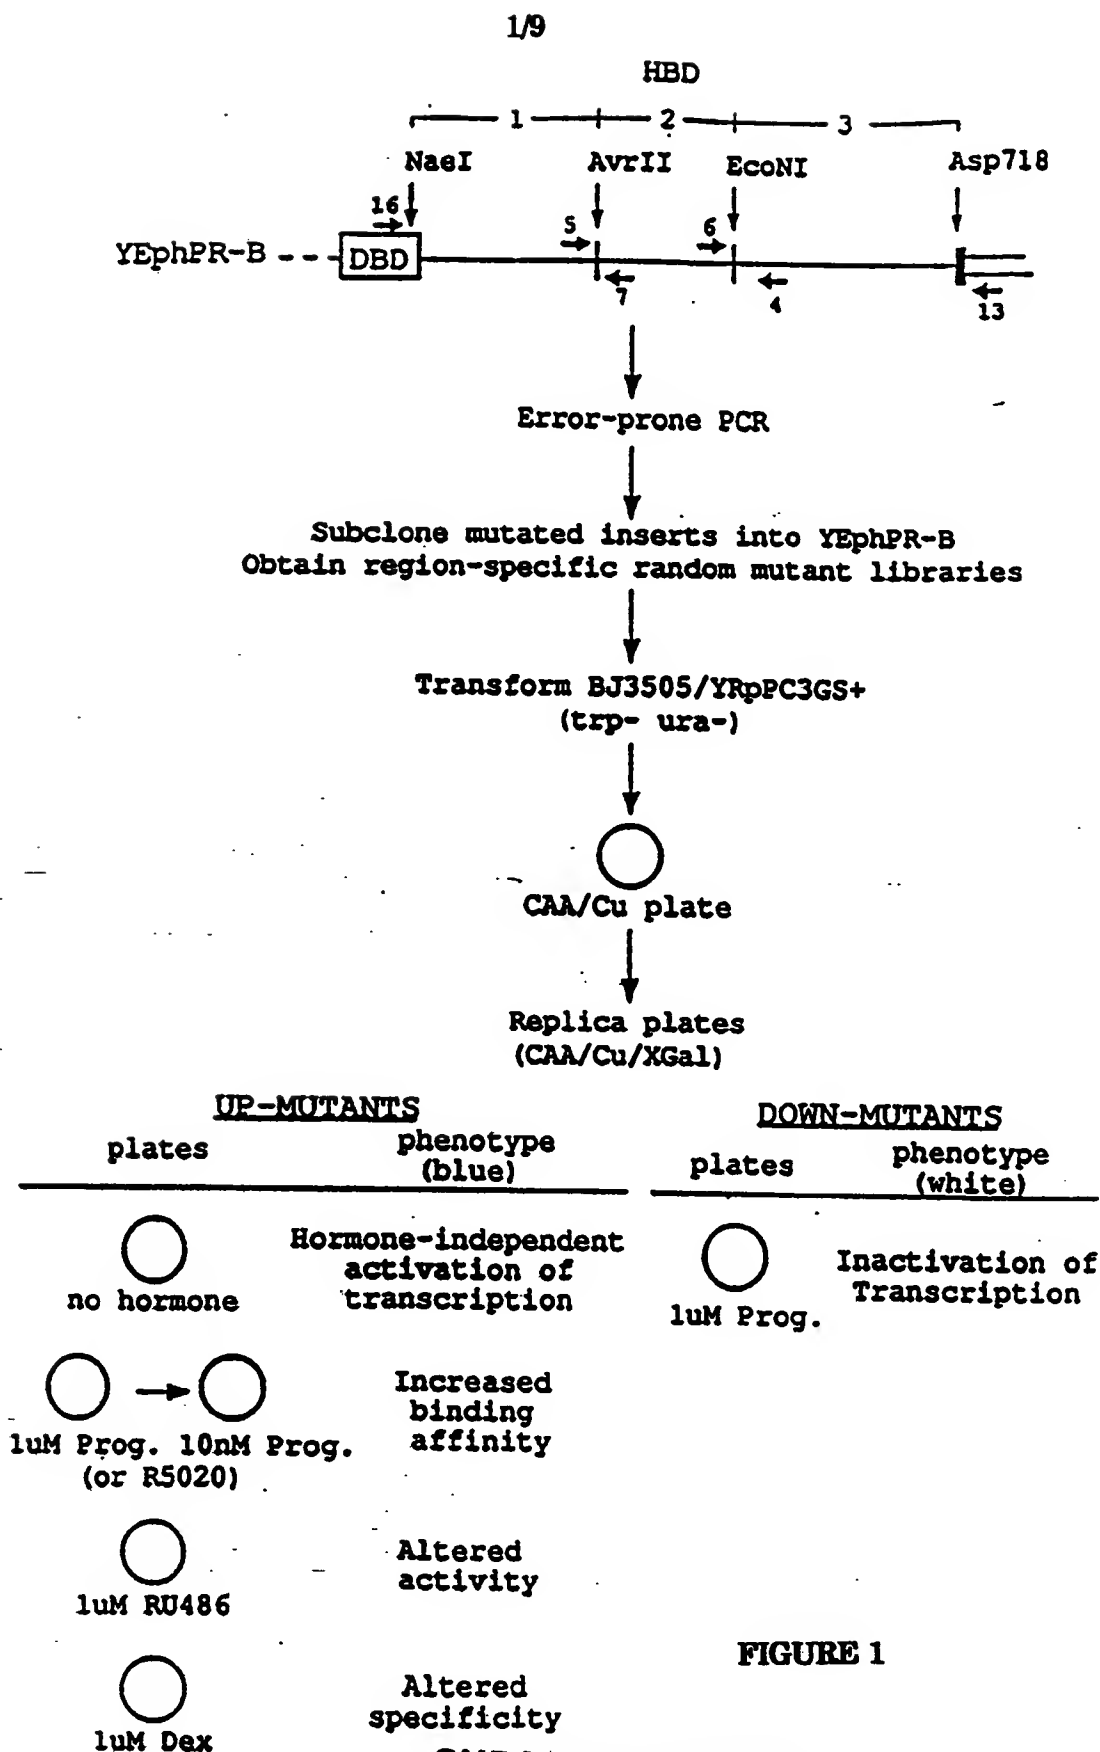 1/9
HBD
1 2 3
NaeI AvrII EcoNI Asp718
16 5 6
YEphPR-B DBD
7 4 13
Error-prone PCR
Subclone mutated inserts into YEphPR-B
Obtain region-specific random mutant libraries
Transform BJ3505/YRpPC3GS+
(trp- ura-)
CAA/Cu plate
Replica plates
(CAA/Cu/XGal)
UP-MUTANTS
plates phenotype
(blue)
no hormone
Hormone-independent
activation of
transcription
1uM Prog. 10nM Prog.
(or R5020)
Increased
binding
affinity
1uM RU486
Altered
activity
1uM Dex
Altered
specificity
DOWN-MUTANTS
plates phenotype
(white)
1uM Prog.
Inactivation of
Transcription
FIGURE 1